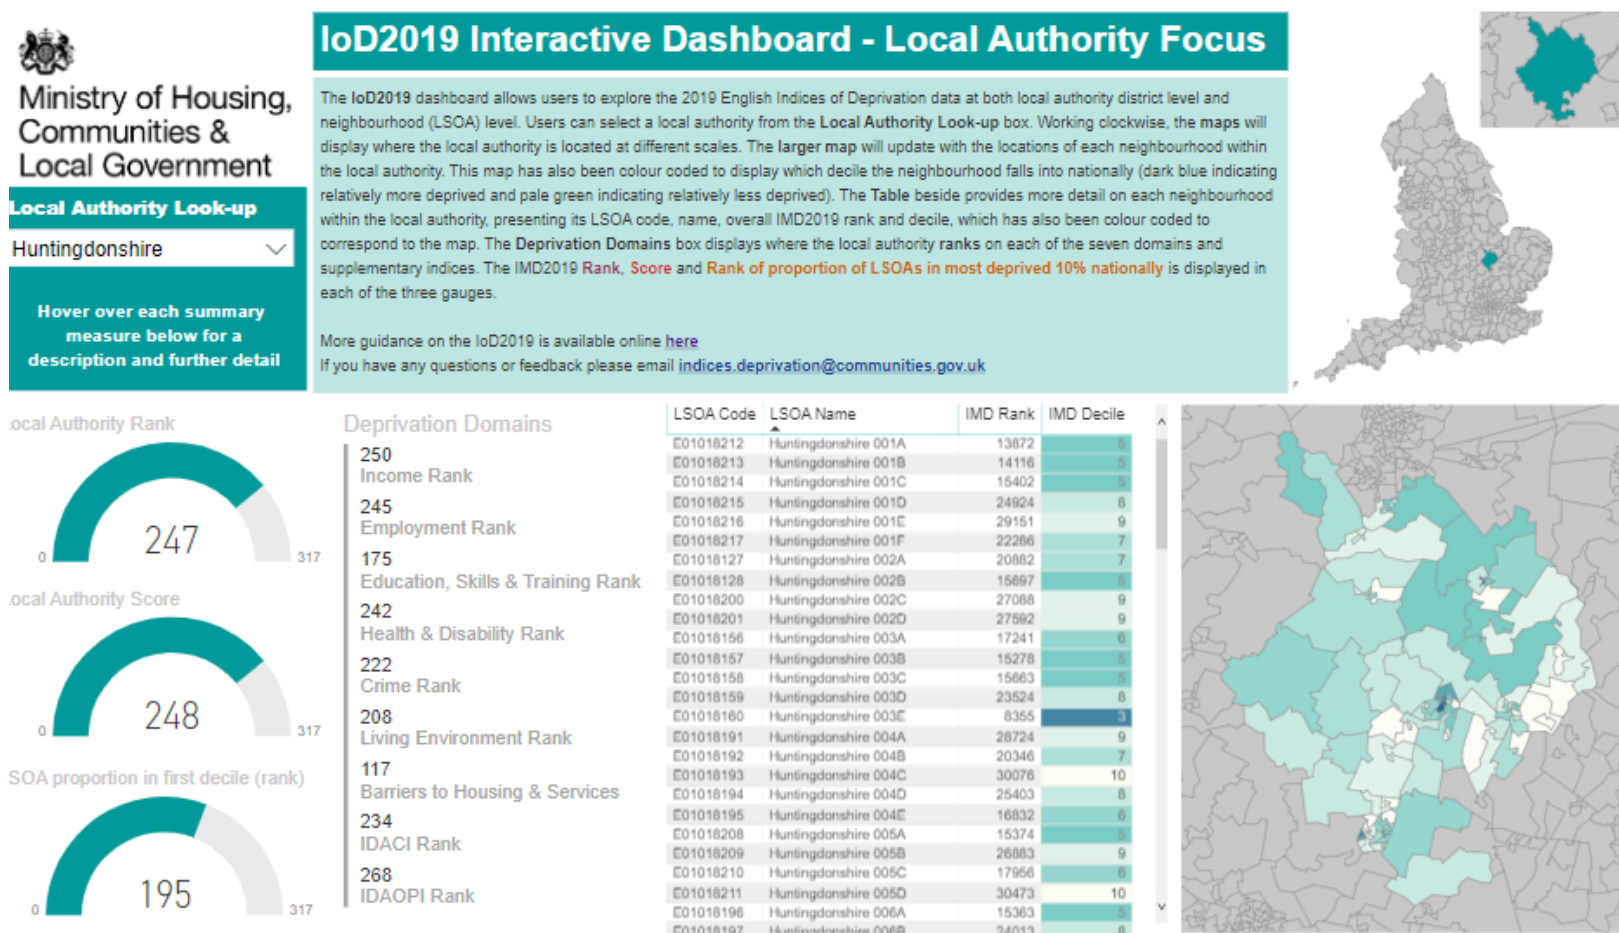 Ministry of Housing,
Communities &
Local Government
IoD2019 Interactive Dashboard - Local Authority Focus
The IoD2019 dashboard allows users to explore the 2019 English Indices of Deprivation data at both local authority district level and
neighbourhood (LSOA) level. Users can select a local authority from the Local Authority Look-up box. Working clockwise, the maps will
display where the local authority is located at different scales. The larger map will update with the locations of each neighbourhood within
the local authority. This map has also been colour coded to display which decile the neighbourhood falls into nationally (dark blue indicating
relatively more deprived and pale green indicating relatively less deprived). The Table beside provides more detail on each neighbourhood
within the local authority, presenting its LSOA code, name, overall IMD2019 rank and decile, which has also been colour coded to
correspond to the map. The Deprivation Domains box displays where the local authority ranks on each of the seven domains and
supplementary indices. The IMD2019 Rank, Score and Rank of proportion of LSOAs in most deprived 10% nationally is displayed in
each of the three gauges.
More guidance on the IoD2019 is available online here
If you have any questions or feedback please email indices.deprivation@communities.gov.uk
Local Authority Look-up
Huntingdonshire
Hover over each summary
measure below for a
description and further detail
ocal Authority Rank
247
0 317
ocal Authority Score
248
0 317
SOA proportion in first decile (rank)
195
0 317
Deprivation Domains
250
Income Rank
245
Employment Rank
175
Education, Skills & Training Rank
242
Health & Disability Rank
222
Crime Rank
208
Living Environment Rank
117
Barriers to Housing & Services
234
IDACI Rank
268
IDAOPI Rank
LSOA Code LSOA Name IMD Rank IMD Decile
E01018212 Huntingdonshire 001A 13872 5
E01018213 Huntingdonshire 001B 14116 5
E01018214 Huntingdonshire 001C 15402 5
E01018215 Huntingdonshire 001D 24924 8
E01018216 Huntingdonshire 001E 29151 9
E01018217 Huntingdonshire 001F 22286 7
E01018127 Huntingdonshire 002A 20882 7
E01018128 Huntingdonshire 002B 15697 5
E01018200 Huntingdonshire 002C 27088 9
E01018201 Huntingdonshire 002D 27592 9
E01018156 Huntingdonshire 003A 17241 6
E01018157 Huntingdonshire 003B 15278 5
E01018158 Huntingdonshire 003C 15663 5
E01018159 Huntingdonshire 003D 23524 8
E01018160 Huntingdonshire 003E 8355 3
E01018191 Huntingdonshire 004A 28724 9
E01018192 Huntingdonshire 004B 20346 7
E01018193 Huntingdonshire 004C 30076 10
E01018194 Huntingdonshire 004D 25403 8
E01018195 Huntingdonshire 004E 16832 6
E01018208 Huntingdonshire 005A 15374 5
E01018209 Huntingdonshire 005B 26883 9
E01018210 Huntingdonshire 005C 17956 6
E01018211 Huntingdonshire 005D 30473 10
E01018196 Huntingdonshire 006A 15363 5
E01018197 Huntingdonshire 006B 24013 8